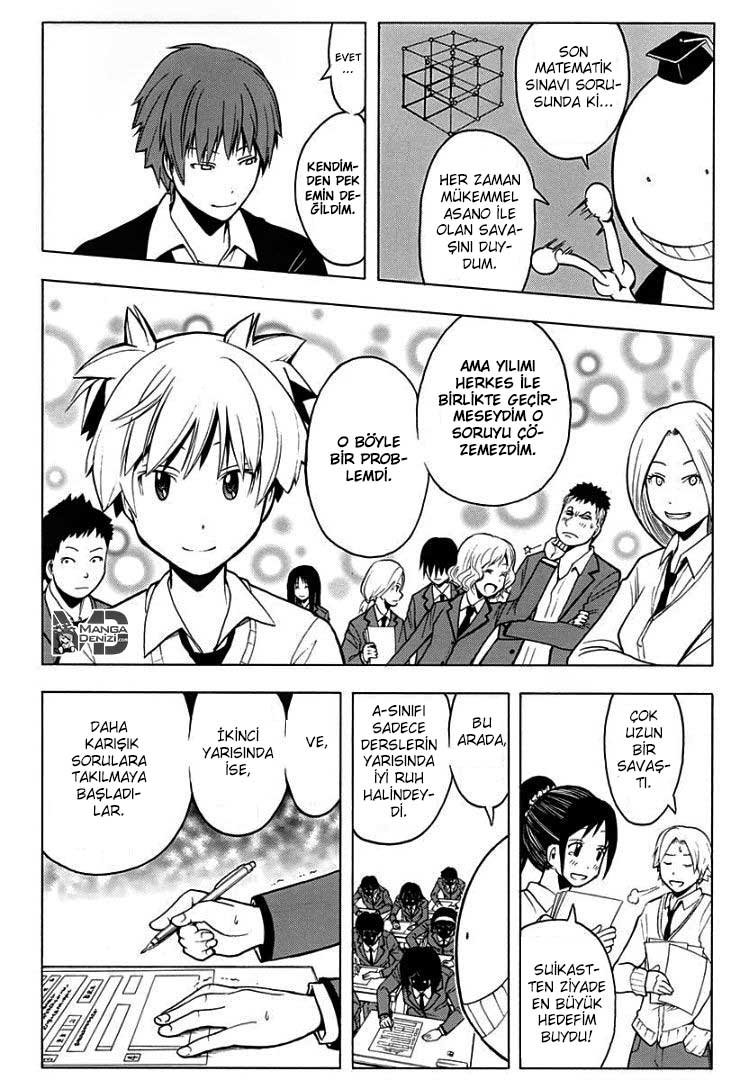 SON
MATEMATİK
SINAVI SORU-
SUNDA Kİ...
HER ZAMAN
MÜKEMMEL
ASANO İLE
OLAN SAVA-
ŞINI DUY-
DUM.
EVET
...
KENDİM-
DEN PEK
EMİN DE-
ĞİLDİM.
AMA YILIMI
HERKES İLE
BİRLİKTE GEÇİR-
MESEYDİM O
SORUYU ÇÖ-
ZEMEZDİM.
O BÖYLE
BİR PROB-
LEMDİ.
MD
MANGA
DENİZİ.com
ÇOK
UZUN
BİR
SAVAŞ-
TI.
SUİKAST-
TEN ZİYADE
EN BÜYÜK
HEDEFİM
BUYDU!
BU
ARADA,
A-SINIFI
SADECE
DERSLERİN
YARISINDA
İYİ RUH
HALİNDEY-
Dİ.
VE,
İKİNCİ
YARISINDA
İSE,
DAHA
KARIŞIK
SORULARA
TAKILMAYA
BAŞLADI-
LAR.